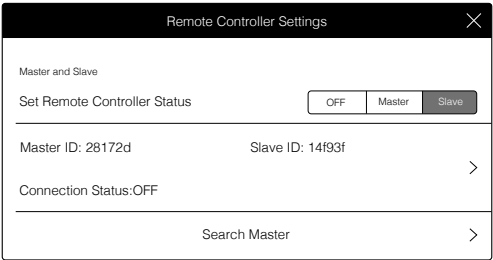 Remote Controller Settings
Master and Slave
Set Remote Controller Status OFF Master Slave
Master ID: 28172d Slave ID: 14f93f
Connection Status:OFF
Search Master